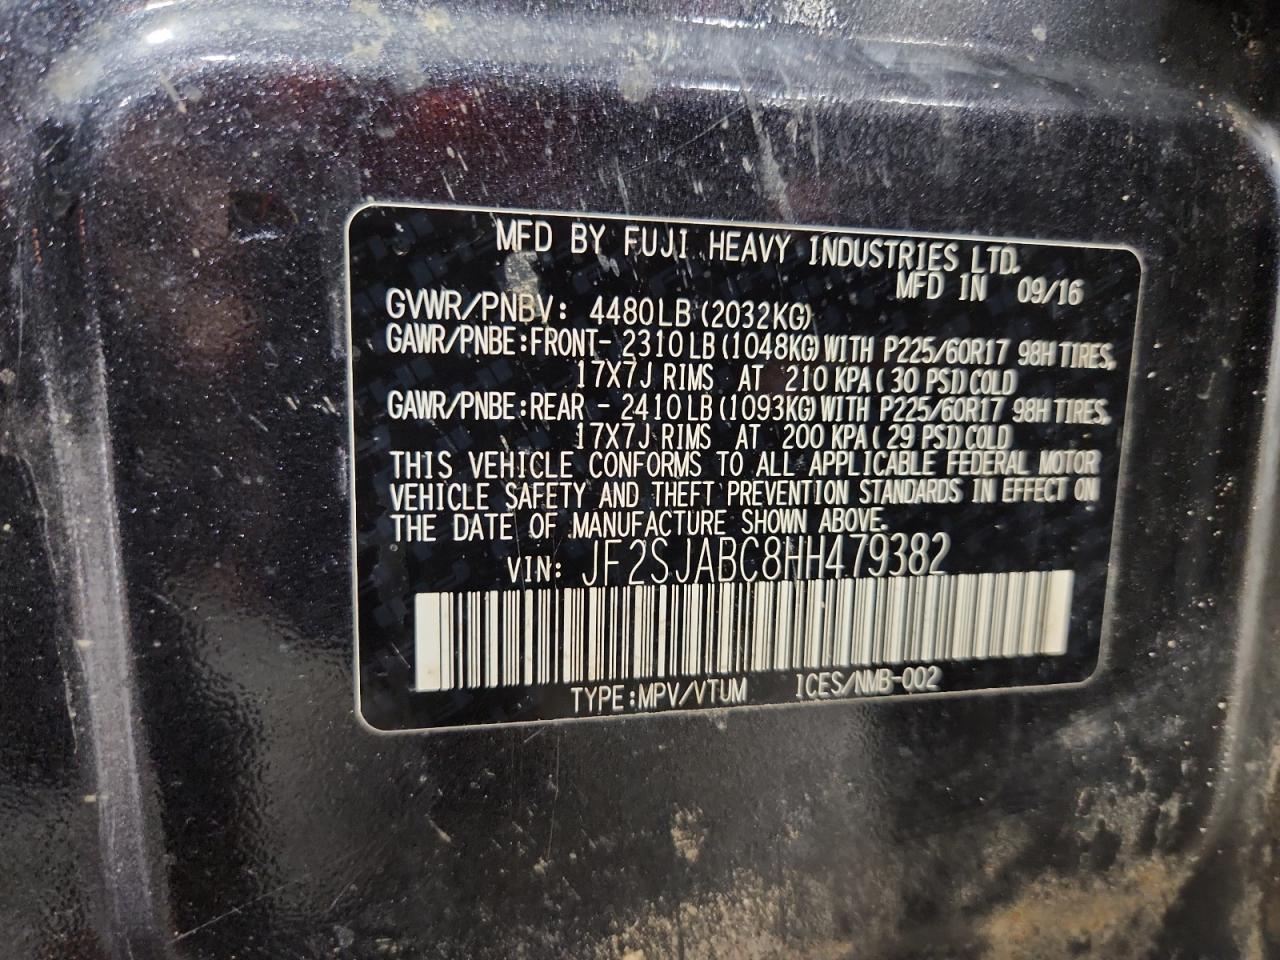 MFD BY FUJI HEAVY INDUSTRIES LTD.
MFD IN 09/16
GVWR/PNBV: 4480LB (2032KG)
GAWR/PNBE:FRONT- 2310LB (1048KG) WITH P225/60R17 98H TIRES,
17X7J RIMS AT 210 KPA (30 PSI) COLD
GAWR/PNBE:REAR - 2410LB (1093KG) WITH P225/60R17 98H TIRES,
17X7J RIMS AT 200 KPA (29 PSI) COLD
THIS VEHICLE CONFORMS TO ALL APPLICABLE FEDERAL MOTOR
VEHICLE SAFETY AND THEFT PREVENTION STANDARDS IN EFFECT ON
THE DATE OF MANUFACTURE SHOWN ABOVE.
VIN: JF2SJABC8HH479382
TYPE:MPV/VTUM ICES/NMB-002